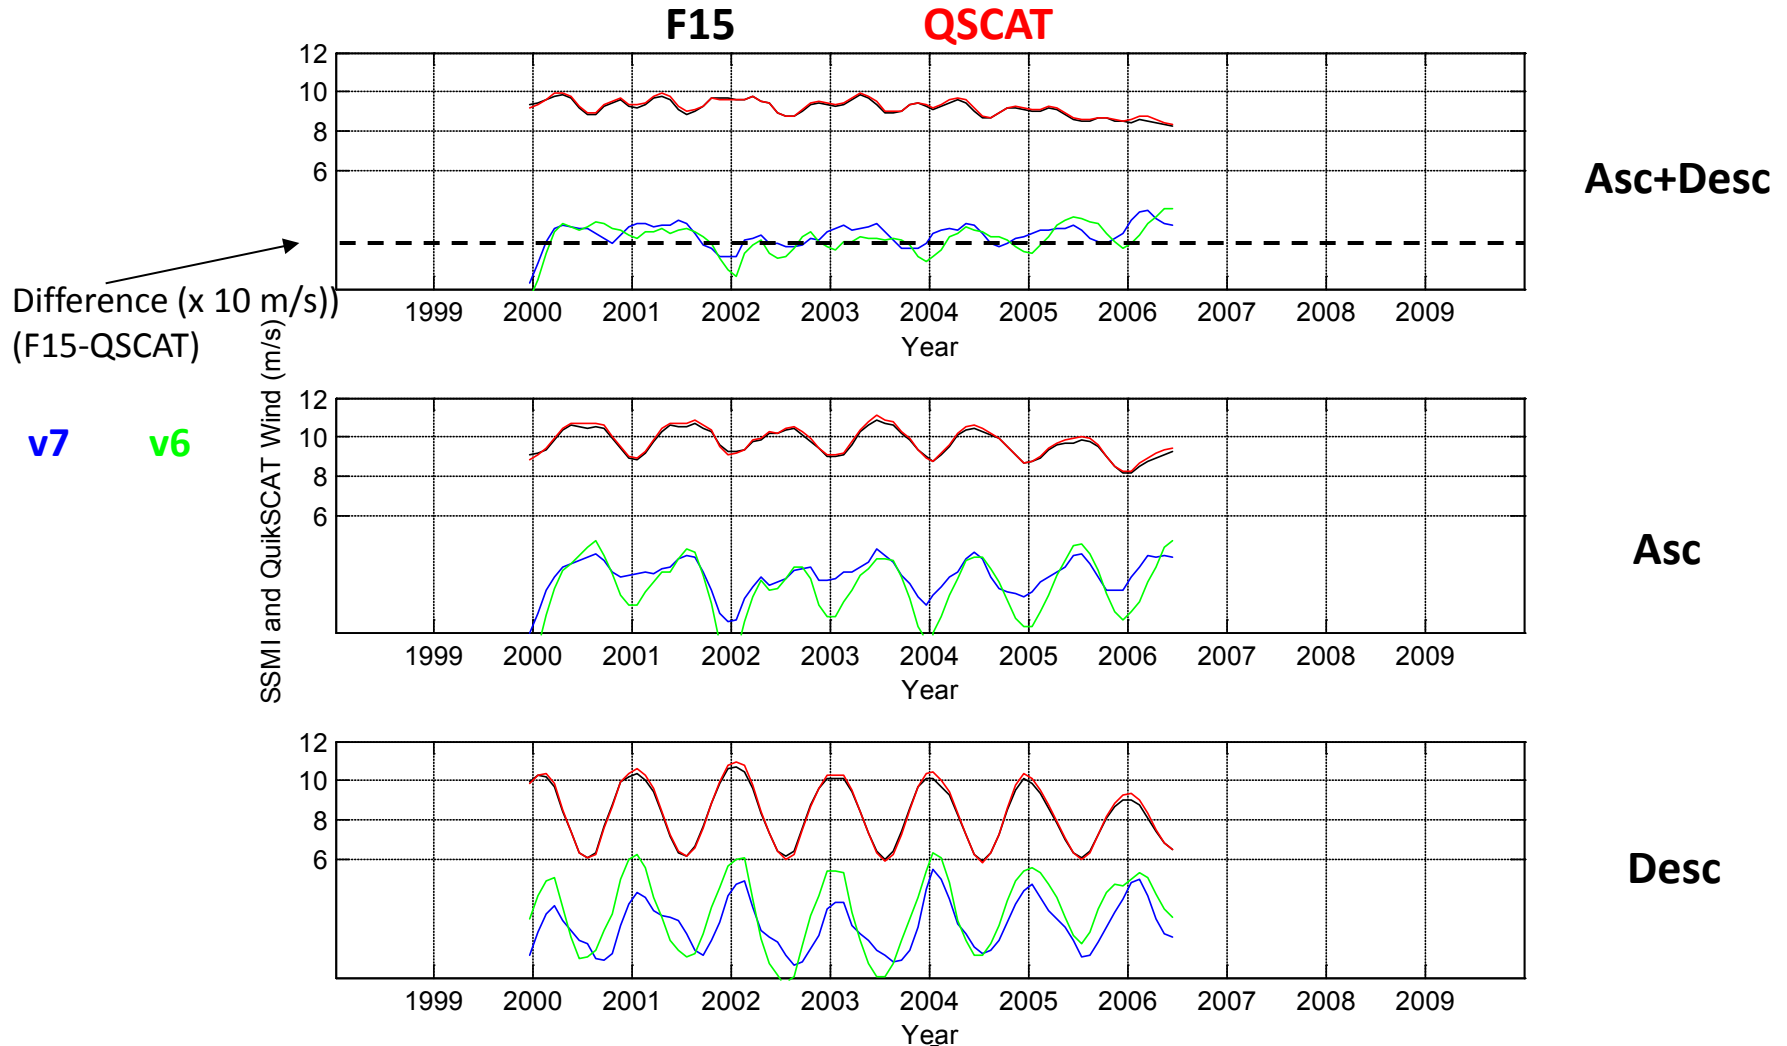 F15 QSCAT
12
10
8
6
1999 2000 2001 2002 2003 2004 2005 2006 2007 2008 2009
Year
Asc+Desc
Difference (x 10 m/s))
(F15-QSCAT)
v7 v6
SSMI and QuikSCAT Wind (m/s)
12
10
8
6
1999 2000 2001 2002 2003 2004 2005 2006 2007 2008 2009
Year
Asc
12
10
8
6
1999 2000 2001 2002 2003 2004 2005 2006 2007 2008 2009
Year
Desc